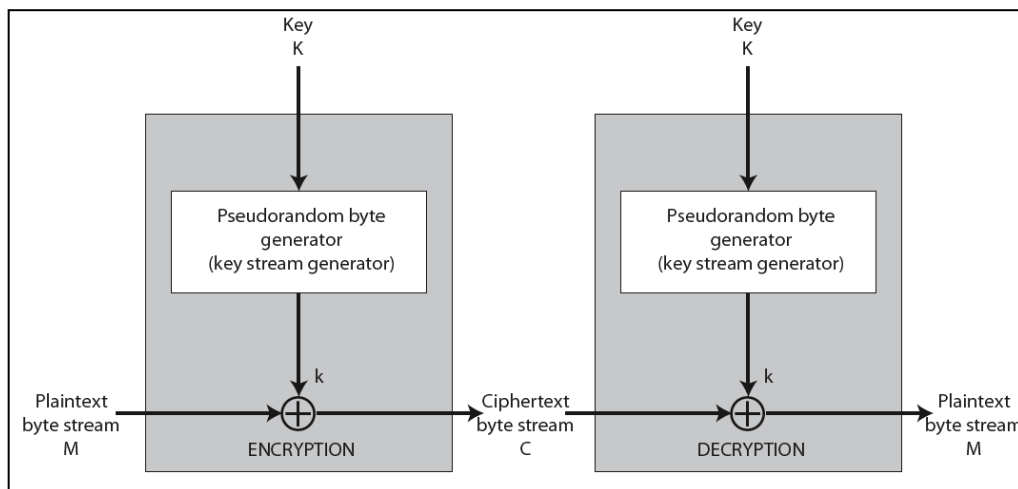 Key
K
Key
K
Pseudorandom byte
generator
(key stream generator)
Pseudorandom byte
generator
(key stream generator)
k
k
Plaintext
byte stream
M
Ciphertext
byte stream
C
Plaintext
byte stream
M
ENCRYPTION
DECRYPTION